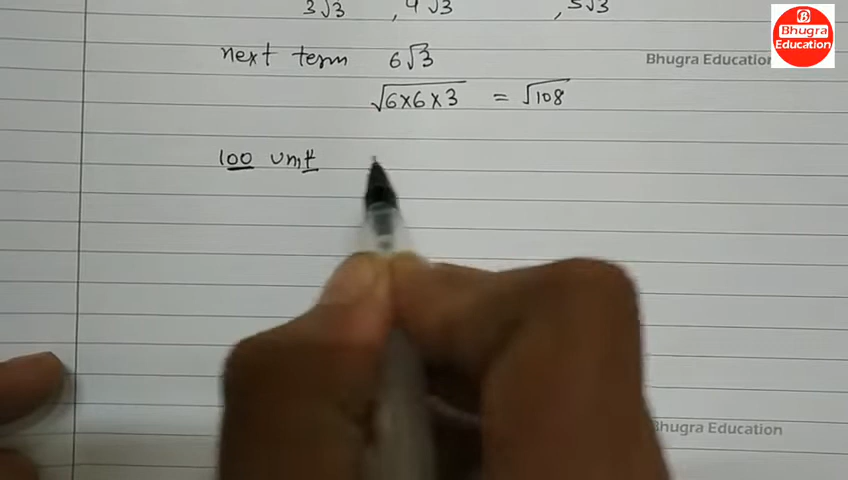 3√3 , 4√3 , 5√3
next term 6√3
√6×6×3 = √108
100 unit
Bhugra Education
Bhugra Education
B
Bhugra
Education